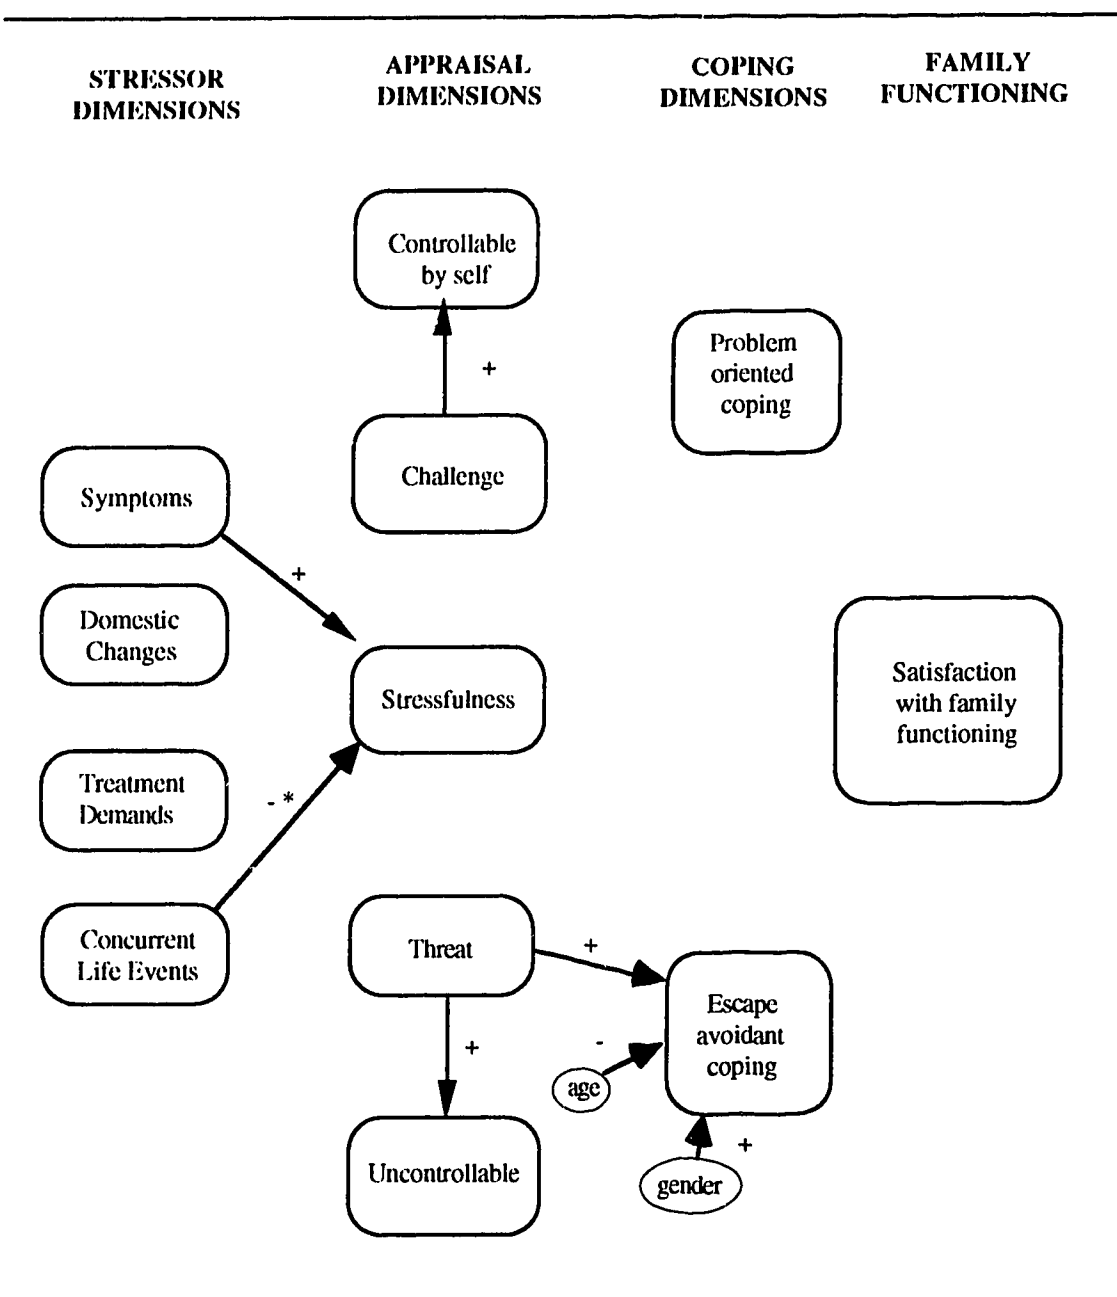 STRESSOR
DIMENSIONS
APPRAISAL
DIMENSIONS
COPING
DIMENSIONS
FAMILY
FUNCTIONING
Controllable
by self
+
Problem
oriented
coping
Challenge
Symptoms
+
Domestic
Changes
Stressfulness
Satisfaction
with family
functioning
Treatment
Demands
- *
Concurrent
Life Events
Threat
+
Escape
avoidant
coping
+
-
age
Uncontrollable
+
gender